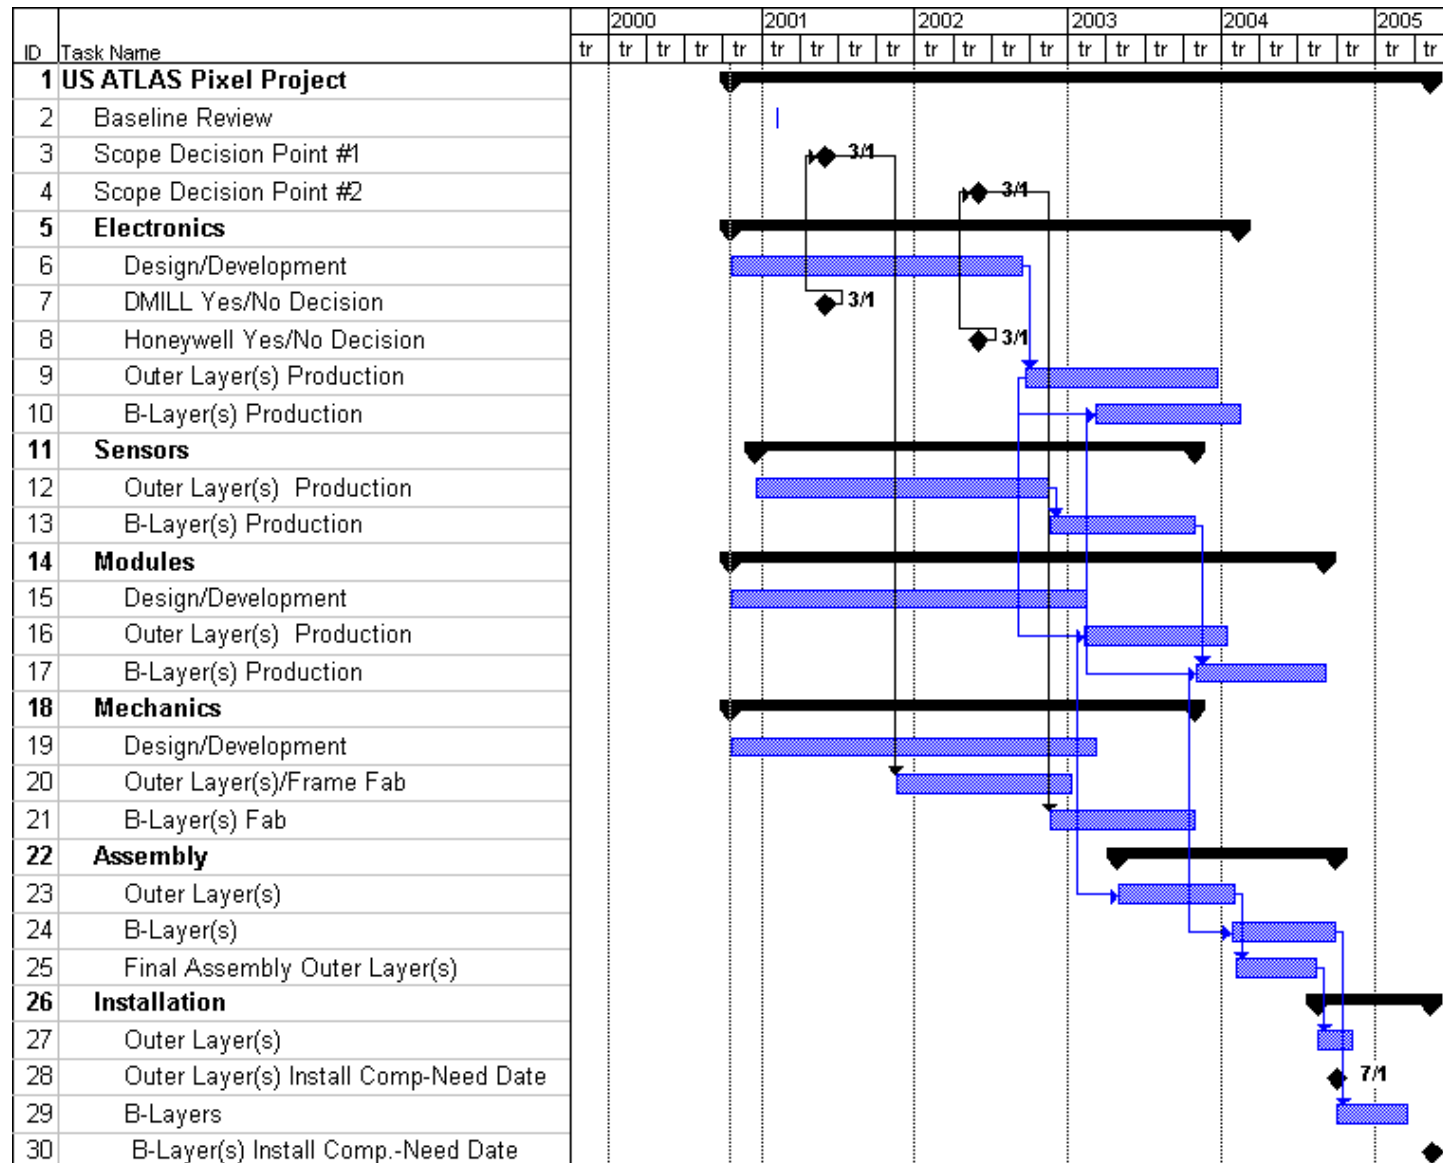 2000 2001 2002 2003 2004 2005
ID Task Name tr tr tr tr tr tr tr tr tr tr tr tr tr tr tr tr tr tr tr tr tr tr tr
1 US ATLAS Pixel Project
2 Baseline Review
3 Scope Decision Point #1 3/1
4 Scope Decision Point #2 3/1
5 Electronics
6 Design/Development
7 DMILL Yes/No Decision 3/1
8 Honeywell Yes/No Decision 3/1
9 Outer Layer(s) Production
10 B-Layer(s) Production
11 Sensors
12 Outer Layer(s) Production
13 B-Layer(s) Production
14 Modules
15 Design/Development
16 Outer Layer(s) Production
17 B-Layer(s) Production
18 Mechanics
19 Design/Development
20 Outer Layer(s)/Frame Fab
21 B-Layer(s) Fab
22 Assembly
23 Outer Layer(s)
24 B-Layer(s)
25 Final Assembly Outer Layer(s)
26 Installation
27 Outer Layer(s)
28 Outer Layer(s) Install Comp-Need Date 7/1
29 B-Layers
30 B-Layer(s) Install Comp.-Need Date